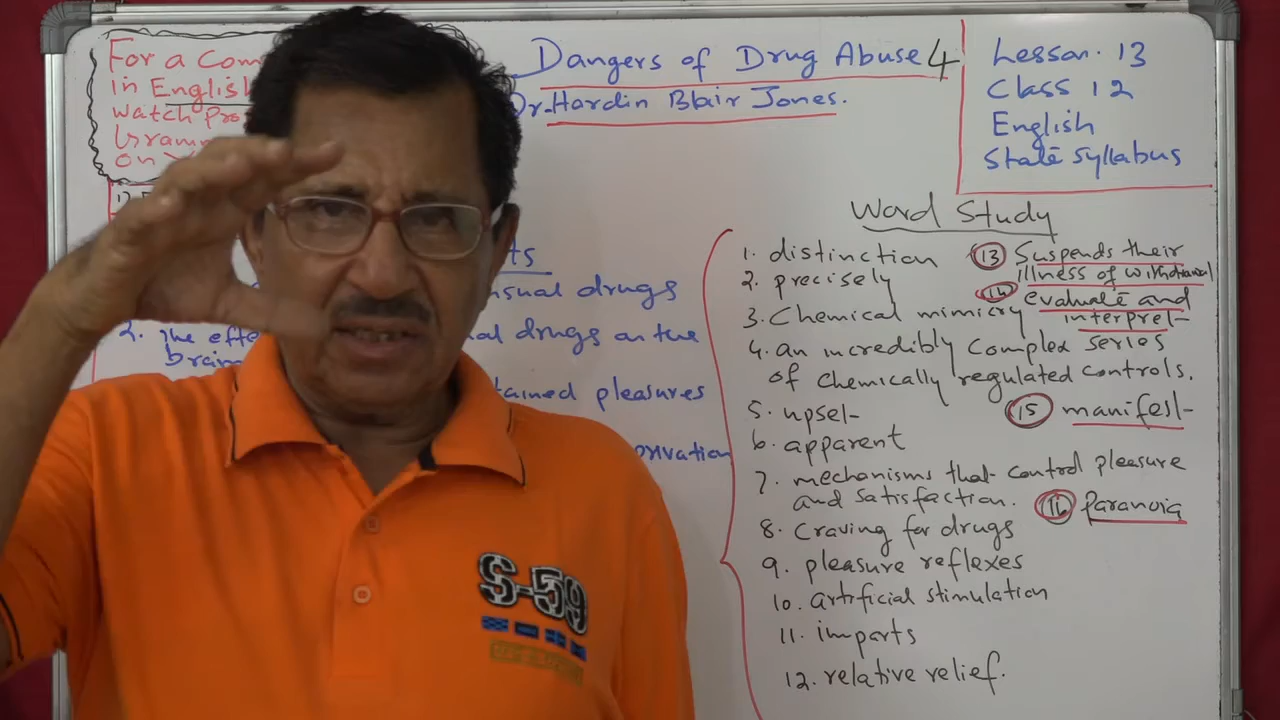 For a Com
in English
watch pro
Gramm
on
Dangers of Drug Abuse 4
Dr. Hardin Blair Jones.
Lesson. 13
Class 12
English
State Syllabus
ts
nsual drugs
2. The effe al drugs on the
brain
tained pleasures
privation
Word Study
1. distinction
2. precisely
3. Chemical mimicry
4. an incredibly complex series
of chemically regulated controls.
5. upset
6. apparent
7. mechanisms that control pleasure
and satisfaction.
8. Craving for drugs
9. pleasure reflexes
10. artificial stimulation
11. imparts
12. relative relief.
13 Suspends their
illness of withdrawal
14 evaluate and
interpret
15 manifest
16 Paranoia
S-59